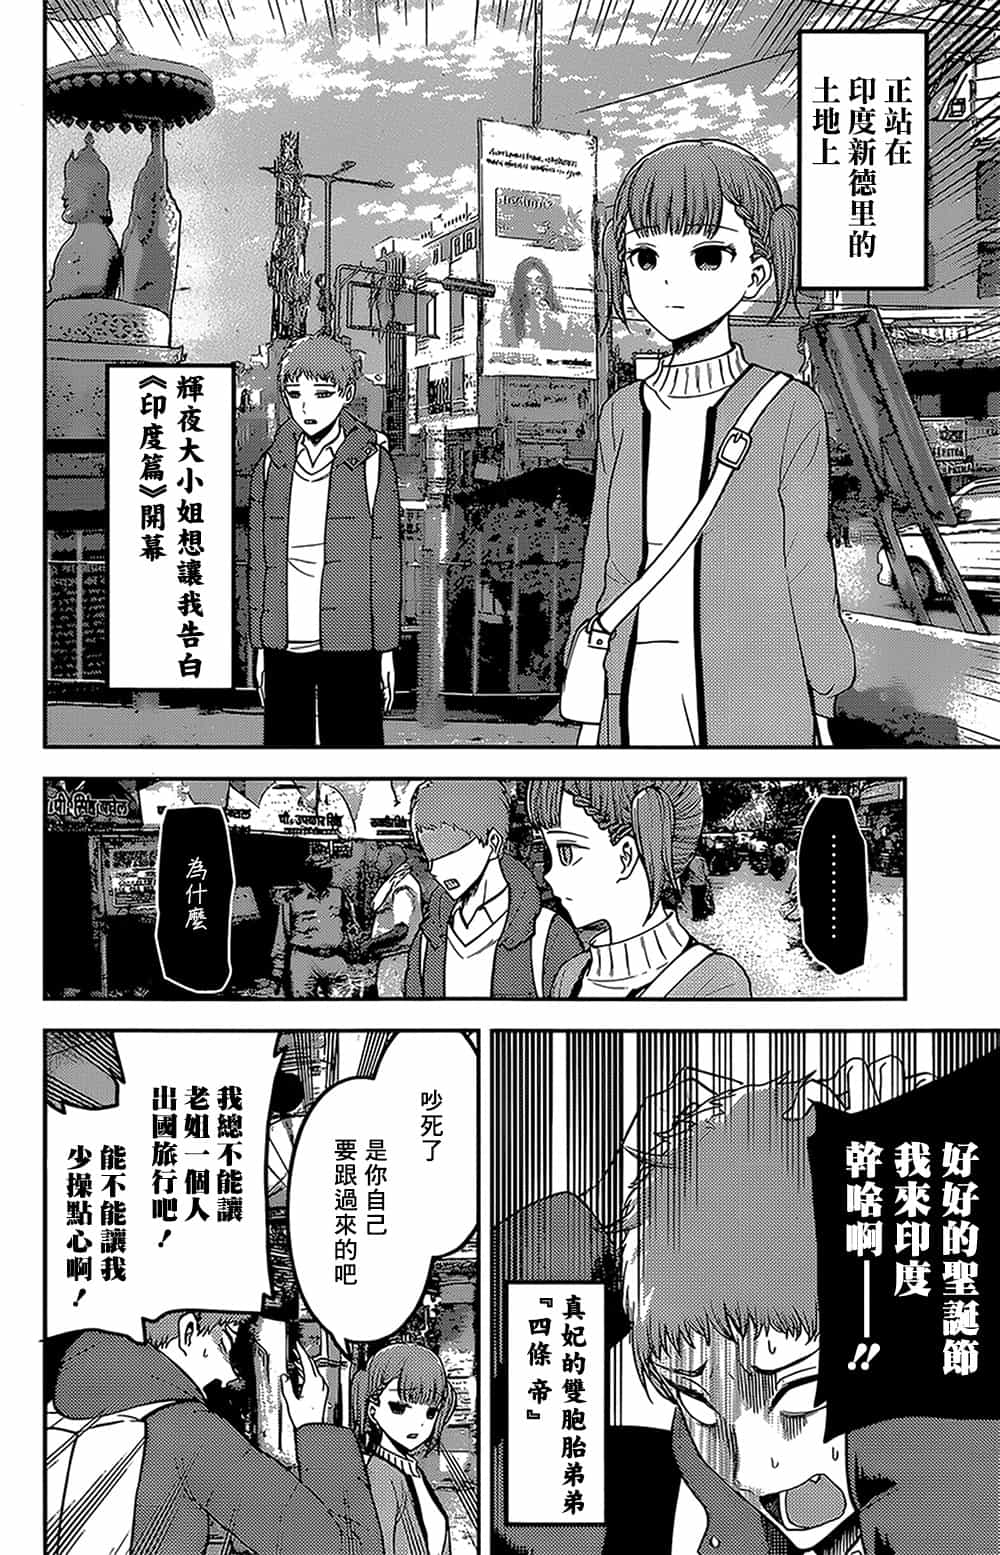 正站在
印度新德里的
土地上
輝夜大小姐想讓我告白
《印度篇》開幕
…………
為什麼
好好的聖誕節
我來印度
幹啥啊——!!
真妃的雙胞胎弟弟
『四條 帝』
吵死了
是你自己
要跟過來的吧
我總不能讓
老姐一個人
出國旅行吧！
能不能讓我
少操點心啊！